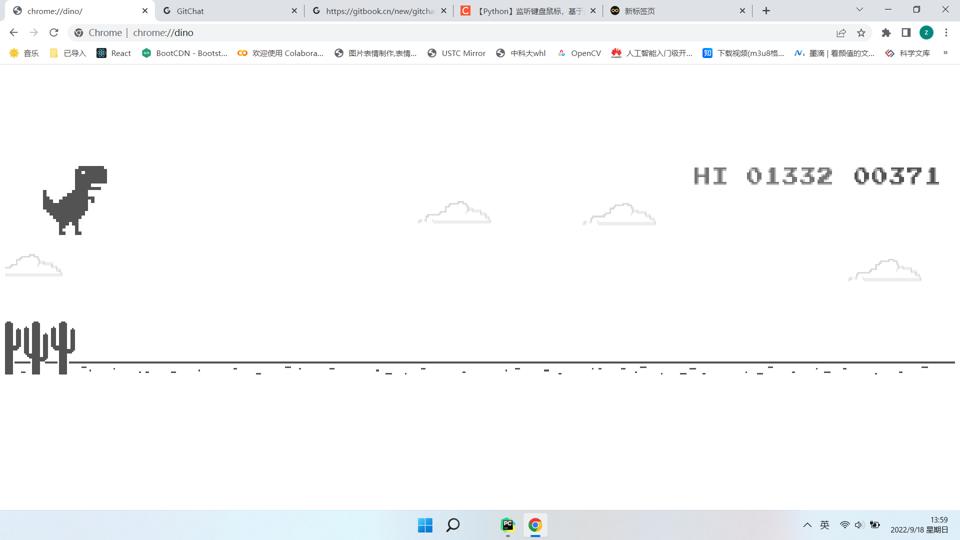 chrome://dino/
GitChat
https://gitbook.cn/new/gitcha
【Python】监听键盘鼠标，基于
新标签页
Chrome | chrome://dino
音乐
已导入
React
BootCDN - Bootst...
欢迎使用 Colabora...
图片表情制作,表情...
USTC Mirror
中科大whl
OpenCV
人工智能入门极开...
下载视频(m3u8格...
墨滴 | 看颜值的文...
科学文库
»
HI 01332 00371
英
13:59
2022/9/18 星期日